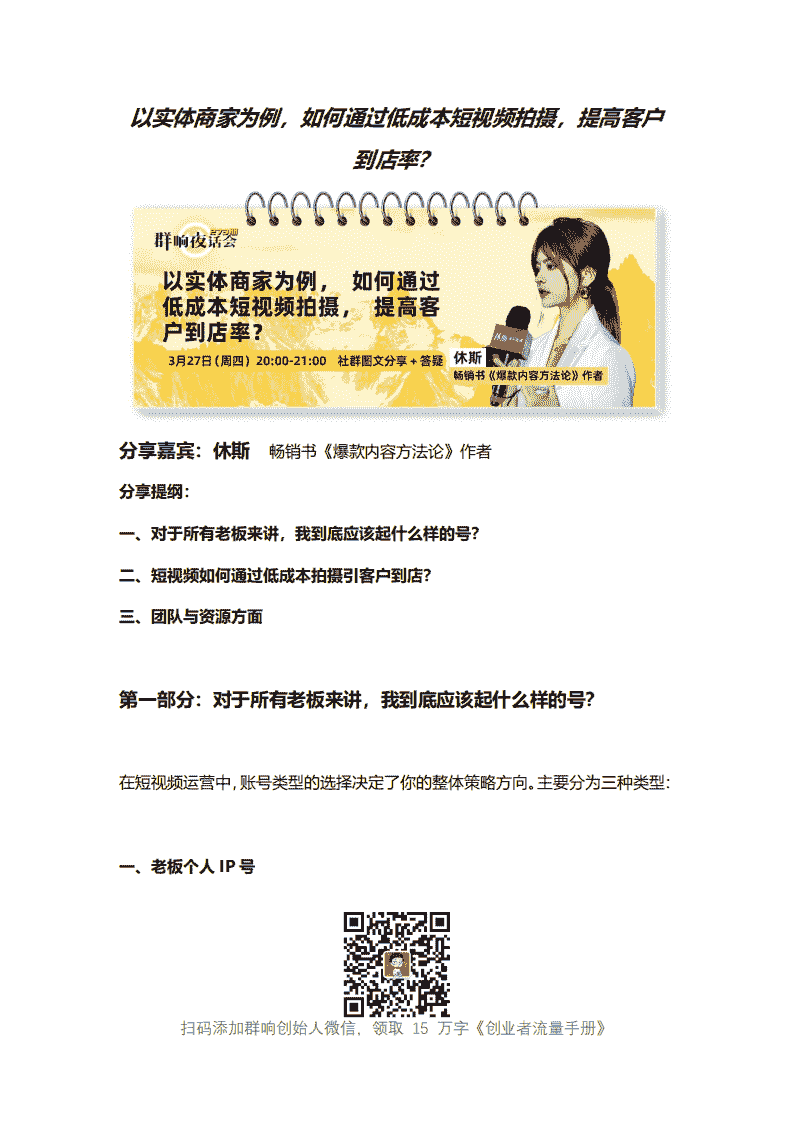 以实体商家为例，如何通过低成本短视频拍摄，提高客户
到店率？
群响夜话会
273期
以实体商家为例， 如何通过
低成本短视频拍摄， 提高客
户到店率？
3月27日（周四）20:00-21:00 社群图文分享 + 答疑
休斯
畅销书《爆款内容方法论》作者
分享嘉宾：休斯 畅销书《爆款内容方法论》作者
分享提纲：
一、对于所有老板来讲，我到底应该起什么样的号？
二、短视频如何通过低成本拍摄引客户到店？
三、团队与资源方面
第一部分：对于所有老板来讲，我到底应该起什么样的号？
在短视频运营中，账号类型的选择决定了你的整体策略方向。主要分为三种类型：
一、老板个人 IP 号
扫码添加群响创始人微信，领取 15 万字《创业者流量手册》